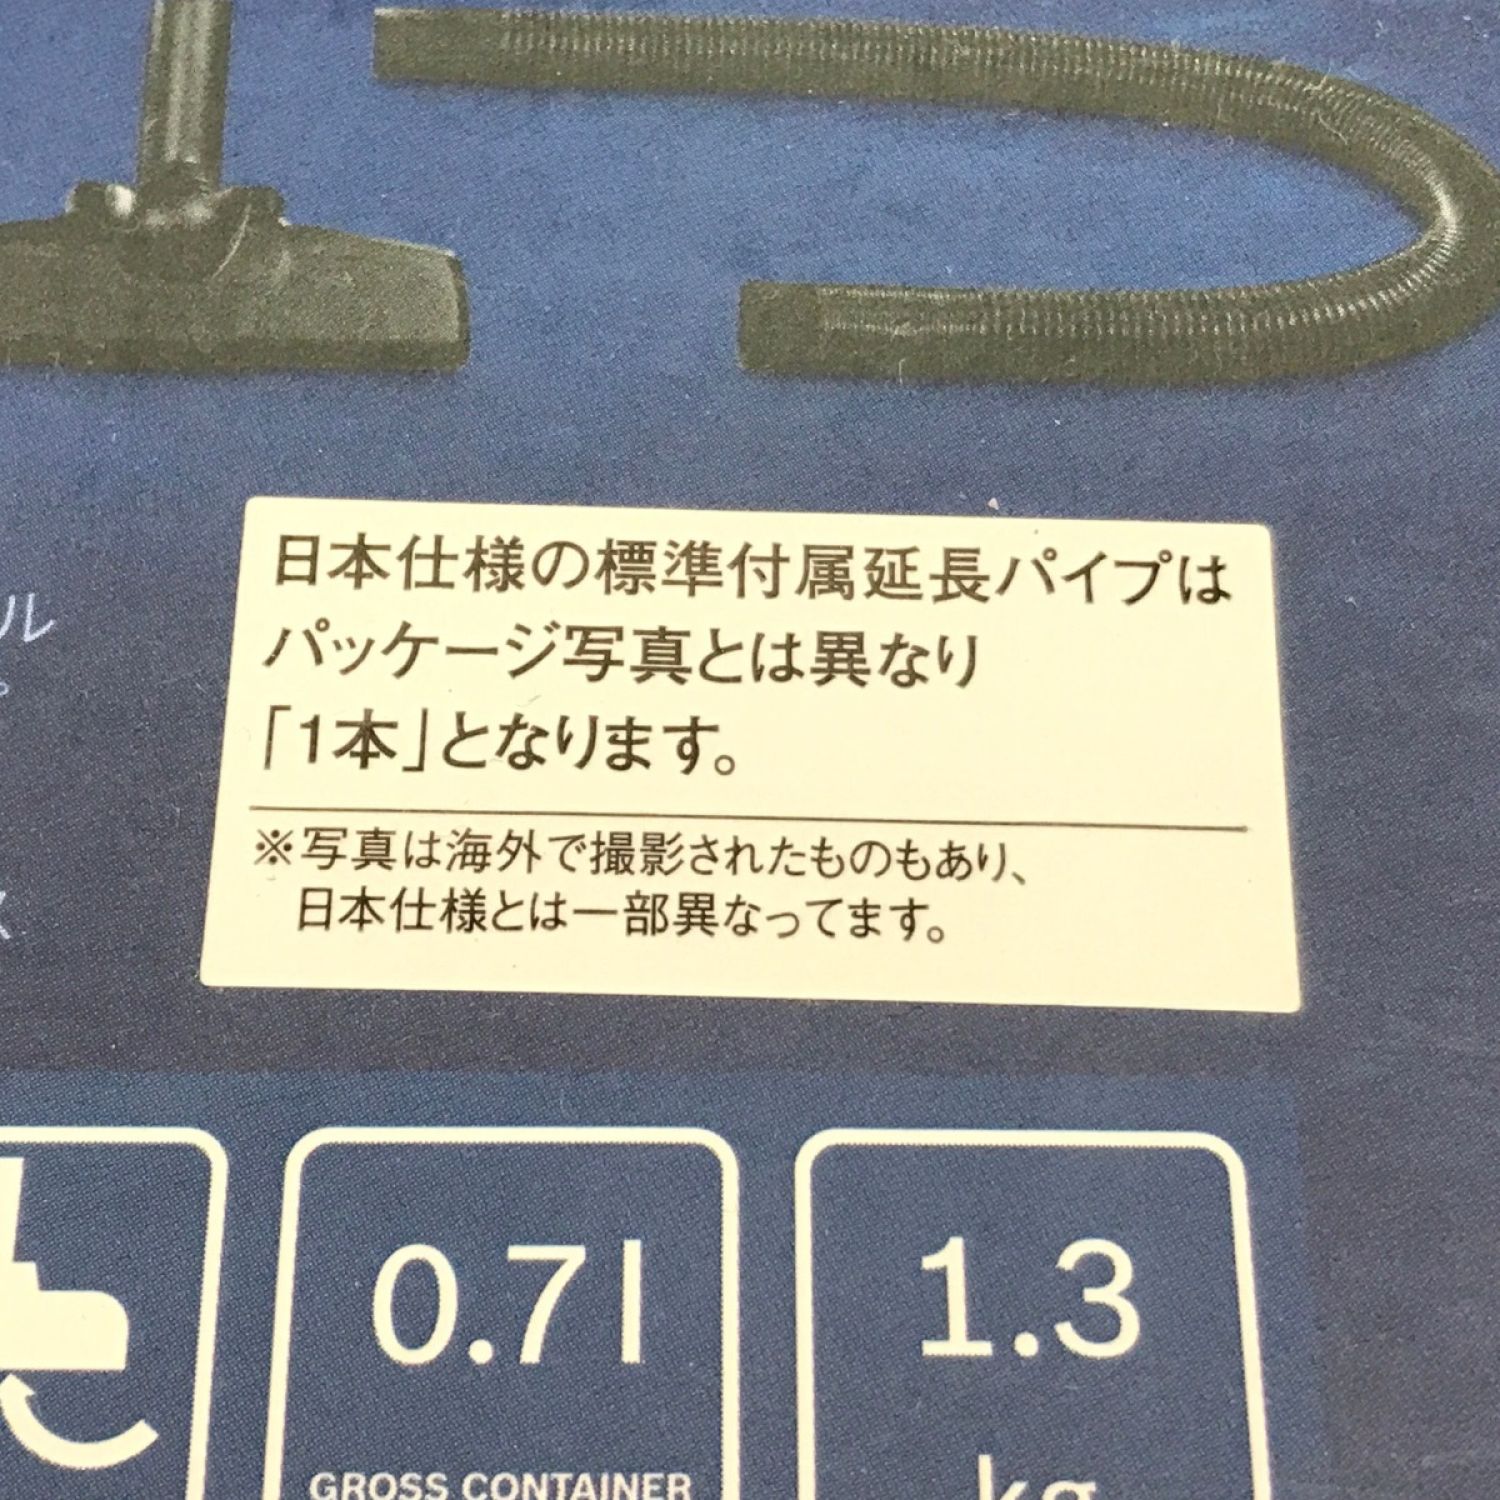 ル
。
日本仕様の標準付属延長パイプは
パッケージ写真とは異なり
「1本」となります。
※写真は海外で撮影されたものもあり、
日本仕様とは一部異なってます。
0.7l
GROSS CONTAINER
1.3
kg